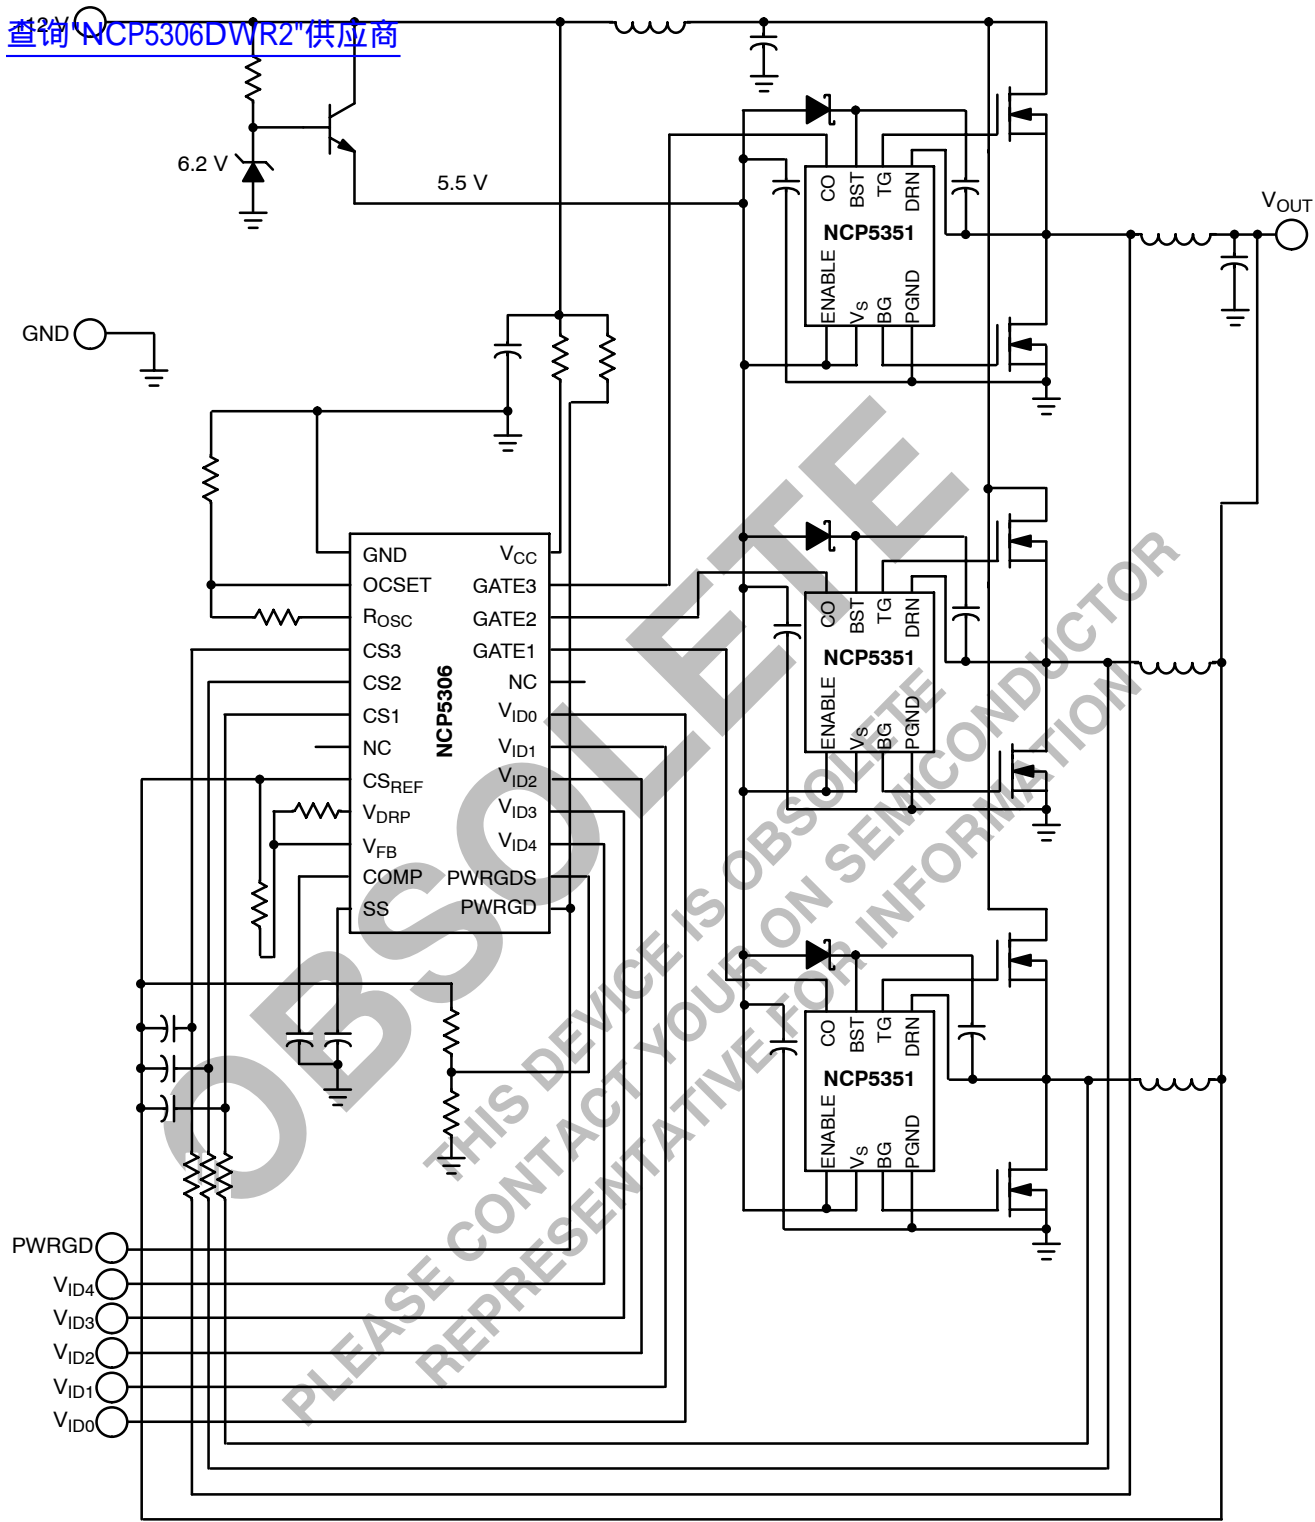 +12 V
查询"NCP5306DWR2"供应商
6.2 V
5.5 V
GND
VOUT
CO
BST
TG
DRN
NCP5351
ENABLE
VS
BG
PGND
CO
BST
TG
DRN
NCP5351
ENABLE
VS
BG
PGND
CO
BST
TG
DRN
NCP5351
ENABLE
VS
BG
PGND
NCP5306
GND
OCSET
ROSC
CS3
CS2
CS1
NC
CSREF
VDRP
VFB
COMP
SS
VCC
GATE3
GATE2
GATE1
NC
VID0
VID1
VID2
VID3
VID4
PWRGDS
PWRGD
PWRGD
VID4
VID3
VID2
VID1
VID0
OBSOLETE
THIS DEVICE IS OBSOLETE
PLEASE CONTACT YOUR ON SEMICONDUCTOR
REPRESENTATIVE FOR INFORMATION